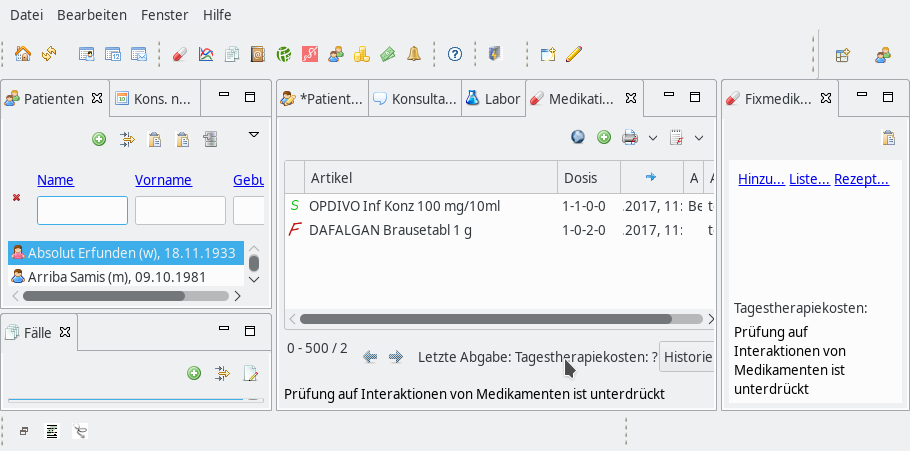 Datei Bearbeiten Fenster Hilfe
Patienten Kons. n...
*Patient... Konsulta... Labor Medikati...
Fixmedik...
Name Vorname Gebu
Absolut Erfunden (w), 18.11.1933
Arriba Samis (m), 09.10.1981
Fälle
Artikel Dosis A
S OPDIVO Inf Konz 100 mg/10ml 1-1-0-0 .2017, 11: Be t
F DAFALGAN Brausetabl 1 g 1-0-2-0 .2017, 11: t
0 - 500 / 2 Letzte Abgabe: Tagestherapiekosten: ? Historie
Prüfung auf Interaktionen von Medikamenten ist unterdrückt
Hinzu... Liste... Rezept...
Tagestherapiekosten:
Prüfung auf
Interaktionen von
Medikamenten ist
unterdrückt